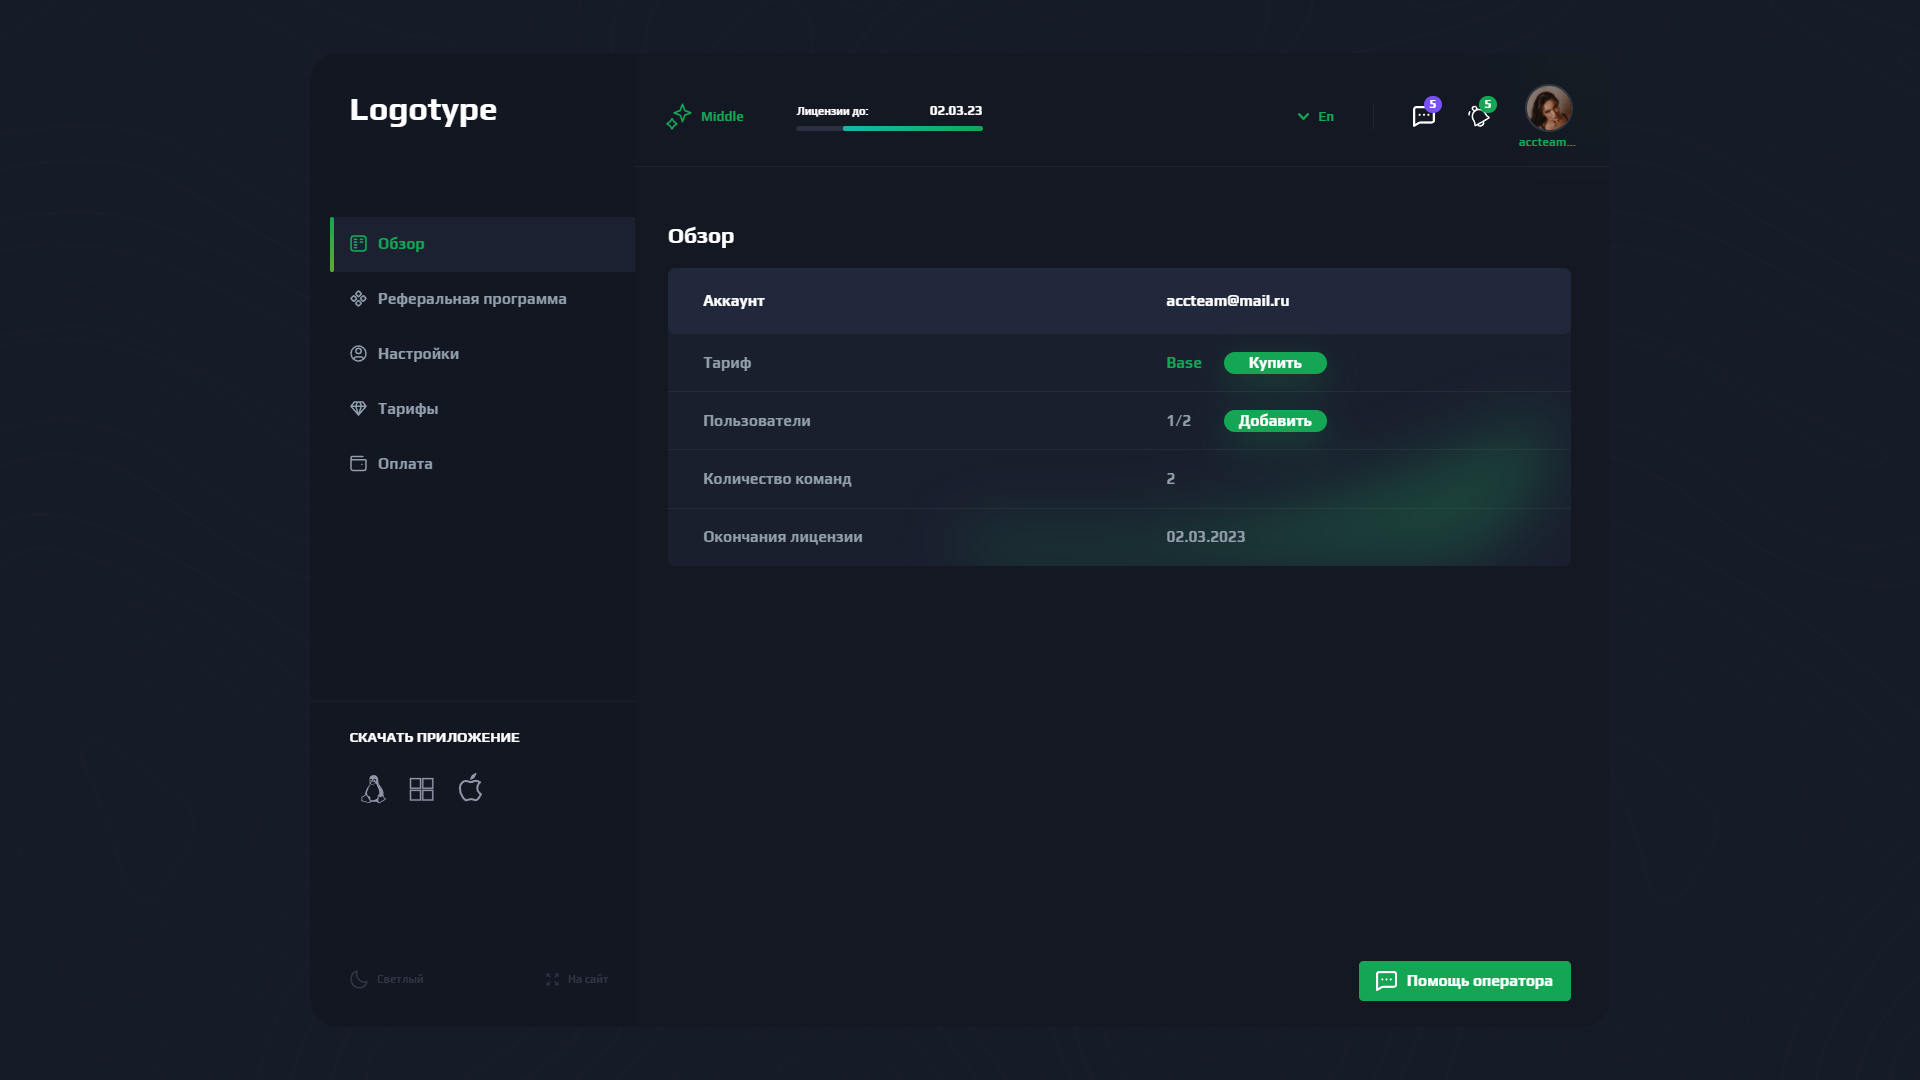 Logotype
Middle
Лицензии до: 02.03.23
En
5
5
accteam...
Обзор
Реферальная программа
Настройки
Тарифы
Оплата
СКАЧАТЬ ПРИЛОЖЕНИЕ
Светлый
На сайт
Обзор
Аккаунт accteam@mail.ru
Тариф Base Купить
Пользователи 1/2 Добавить
Количество команд 2
Окончания лицензии 02.03.2023
Помощь оператора